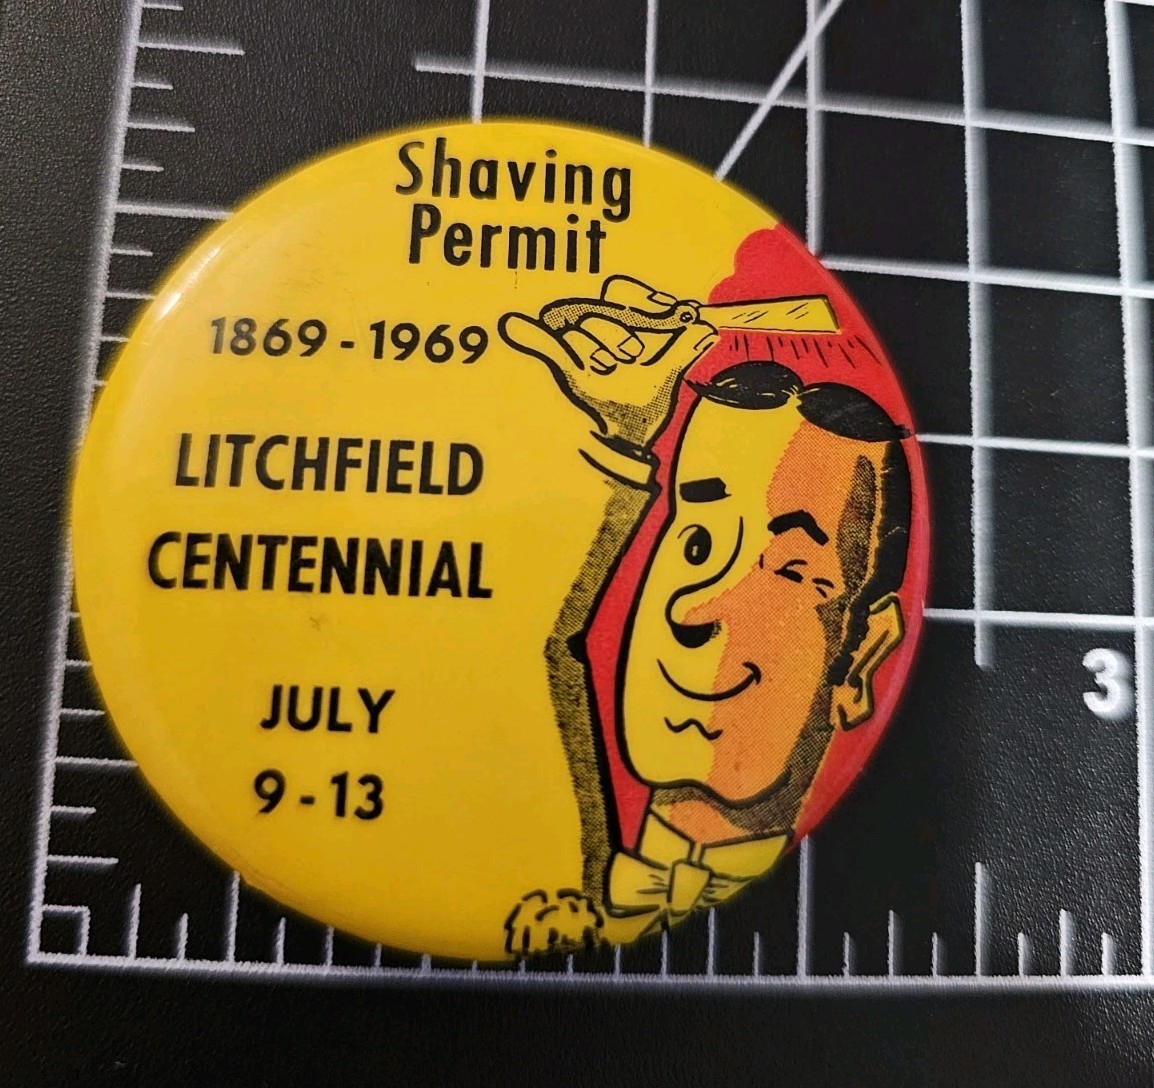 Shaving
Permit
1869 - 1969
LITCHFIELD
CENTENNIAL
JULY
9 - 13
3